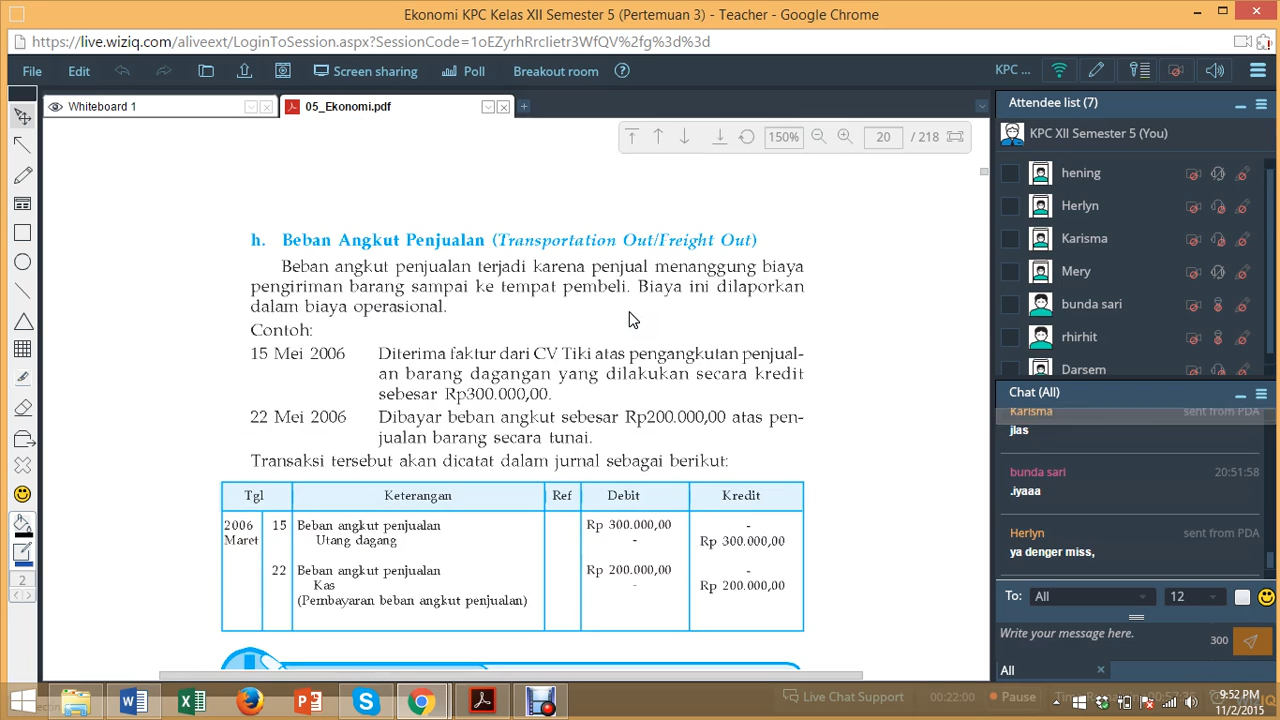 Ekonomi KPC Kelas XII Semester 5 (Pertemuan 3) - Teacher - Google Chrome
https://live.wiziq.com/aliveext/LoginToSession.aspx?SessionCode=1oEZyrhRrcIietr3WfQV%2fg%3d%3d
File Edit Screen sharing Poll Breakout room KPC ...
Whiteboard 1 05_Ekonomi.pdf
150% 20 / 218
h. Beban Angkut Penjualan (Transportation Out/Freight Out)
Beban angkut penjualan terjadi karena penjual menanggung biaya
pengiriman barang sampai ke tempat pembeli. Biaya ini dilaporkan
dalam biaya operasional.
Contoh:
15 Mei 2006 Diterima faktur dari CV Tiki atas pengangkutan penjual-
an barang dagangan yang dilakukan secara kredit
sebesar Rp300.000,00.
22 Mei 2006 Dibayar beban angkut sebesar Rp200.000,00 atas pen-
jualan barang secara tunai.
Transaksi tersebut akan dicatat dalam jurnal sebagai berikut:
Tgl Keterangan Ref Debit Kredit
2006 15 Beban angkut penjualan Rp 300.000,00 -
Maret Utang dagang - Rp 300.000,00
22 Beban angkut penjualan Rp 200.000,00 -
Kas - Rp 200.000,00
(Pembayaran beban angkut penjualan)
2
Attendee list (7)
KPC XII Semester 5 (You)
hening
Herlyn
Karisma
Mery
bunda sari
rhirhit
Darsem
Chat (All)
Karisma sent from PDA
jlas
bunda sari 20:51:58
.iyaaa
Herlyn sent from PDA
ya denger miss,
To: All 12
Write your message here. 300
All
Live Chat Support 00:22:00 Pause
9:52 PM
11/2/2015